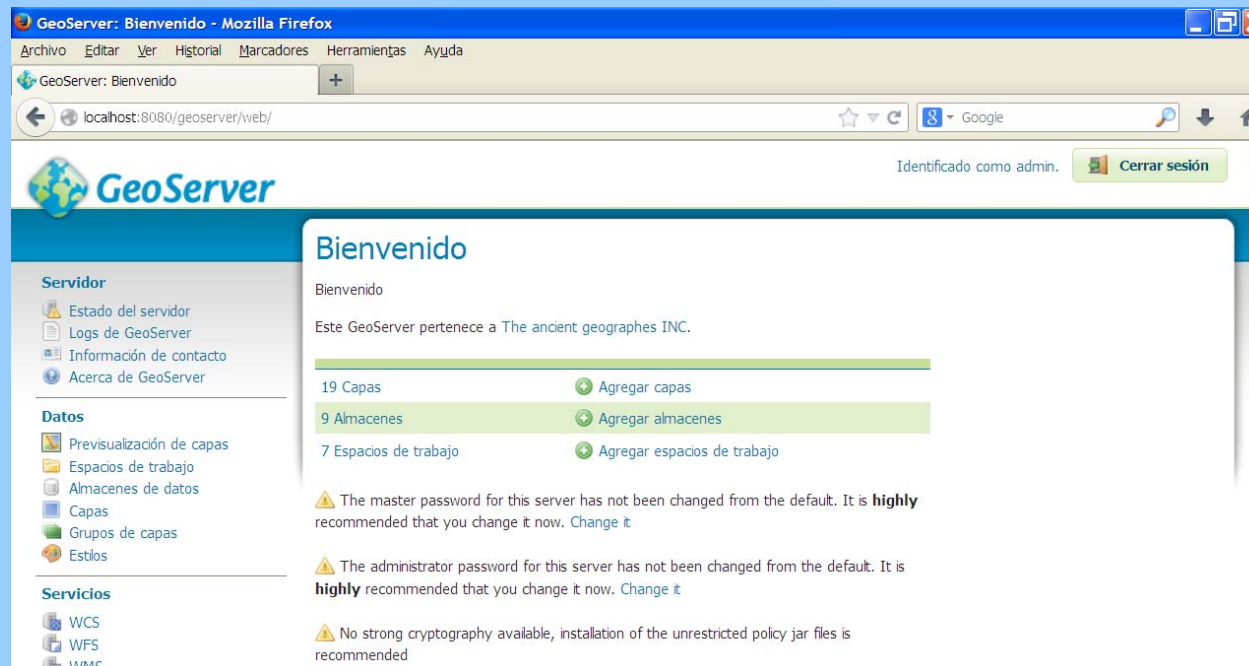 GeoServer: Bienvenido - Mozilla Firefox
Archivo Editar Ver Historial Marcadores Herramientas Ayuda
GeoServer: Bienvenido
localhost:8080/geoserver/web/
Google
GeoServer
Identificado como admin.
Cerrar sesión
Servidor
Estado del servidor
Logs de GeoServer
Información de contacto
Acerca de GeoServer
Datos
Previsualización de capas
Espacios de trabajo
Almacenes de datos
Capas
Grupos de capas
Estilos
Servicios
WCS
WFS
WMS
Bienvenido
Bienvenido
Este GeoServer pertenece a The ancient geographes INC.
19 Capas Agregar capas
9 Almacenes Agregar almacenes
7 Espacios de trabajo Agregar espacios de trabajo
The master password for this server has not been changed from the default. It is highly
recommended that you change it now. Change it
The administrator password for this server has not been changed from the default. It is
highly recommended that you change it now. Change it
No strong cryptography available, installation of the unrestricted policy jar files is
recommended